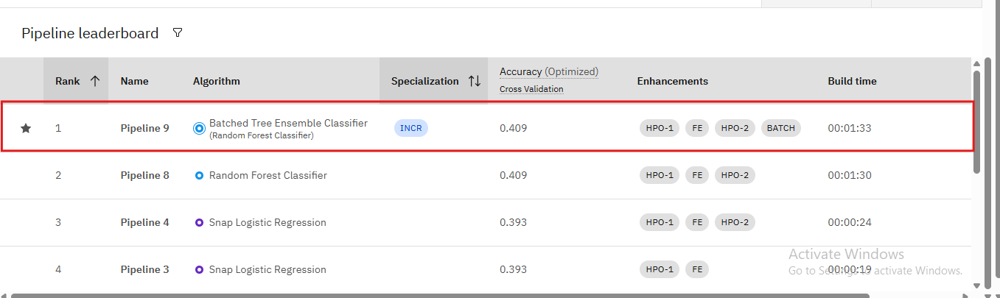 Pipeline leaderboard
Rank Name Algorithm Specialization Accuracy (Optimized) Enhancements Build time
Cross Validation
1 Pipeline 9 Batched Tree Ensemble Classifier INCR 0.409 HPO-1 FE HPO-2 BATCH 00:01:33
(Random Forest Classifier)
2 Pipeline 8 Random Forest Classifier 0.409 HPO-1 FE HPO-2 00:01:30
3 Pipeline 4 Snap Logistic Regression 0.393 HPO-1 FE HPO-2 00:00:24
Activate Windows
4 Pipeline 3 Snap Logistic Regression 0.393 HPO-1 FE 00:00:19
Go to Settings to activate Windows.